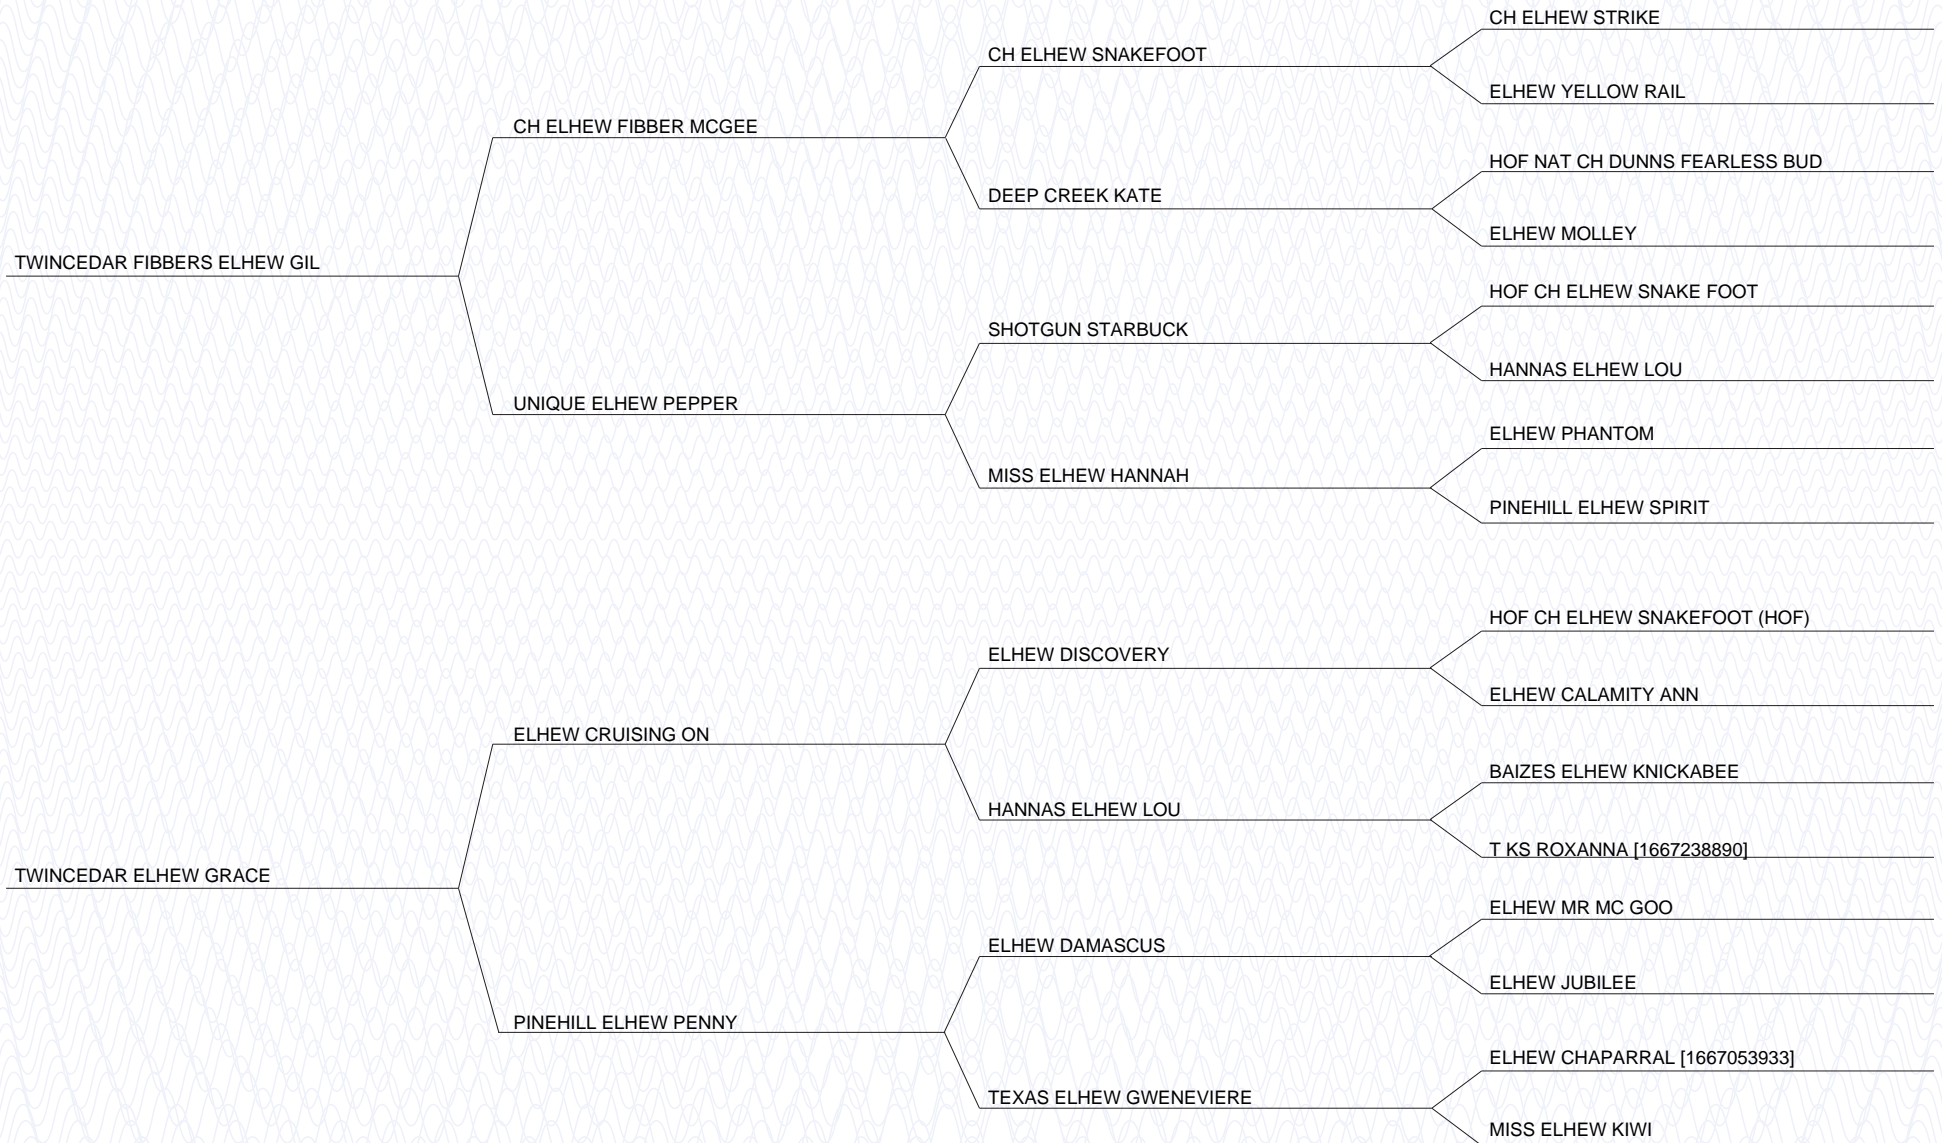 CH ELHEW STRIKE
CH ELHEW SNAKEFOOT
ELHEW YELLOW RAIL
CH ELHEW FIBBER MCGEE
HOF NAT CH DUNNS FEARLESS BUD
DEEP CREEK KATE
ELHEW MOLLEY
TWINCEDAR FIBBERS ELHEW GIL
HOF CH ELHEW SNAKE FOOT
SHOTGUN STARBUCK
HANNAS ELHEW LOU
UNIQUE ELHEW PEPPER
ELHEW PHANTOM
MISS ELHEW HANNAH
PINEHILL ELHEW SPIRIT
HOF CH ELHEW SNAKEFOOT (HOF)
ELHEW DISCOVERY
ELHEW CALAMITY ANN
ELHEW CRUISING ON
BAIZES ELHEW KNICKABEE
HANNAS ELHEW LOU
T KS ROXANNA [1667238890]
TWINCEDAR ELHEW GRACE
ELHEW MR MC GOO
ELHEW DAMASCUS
ELHEW JUBILEE
PINEHILL ELHEW PENNY
ELHEW CHAPARRAL [1667053933]
TEXAS ELHEW GWENEVIERE
MISS ELHEW KIWI